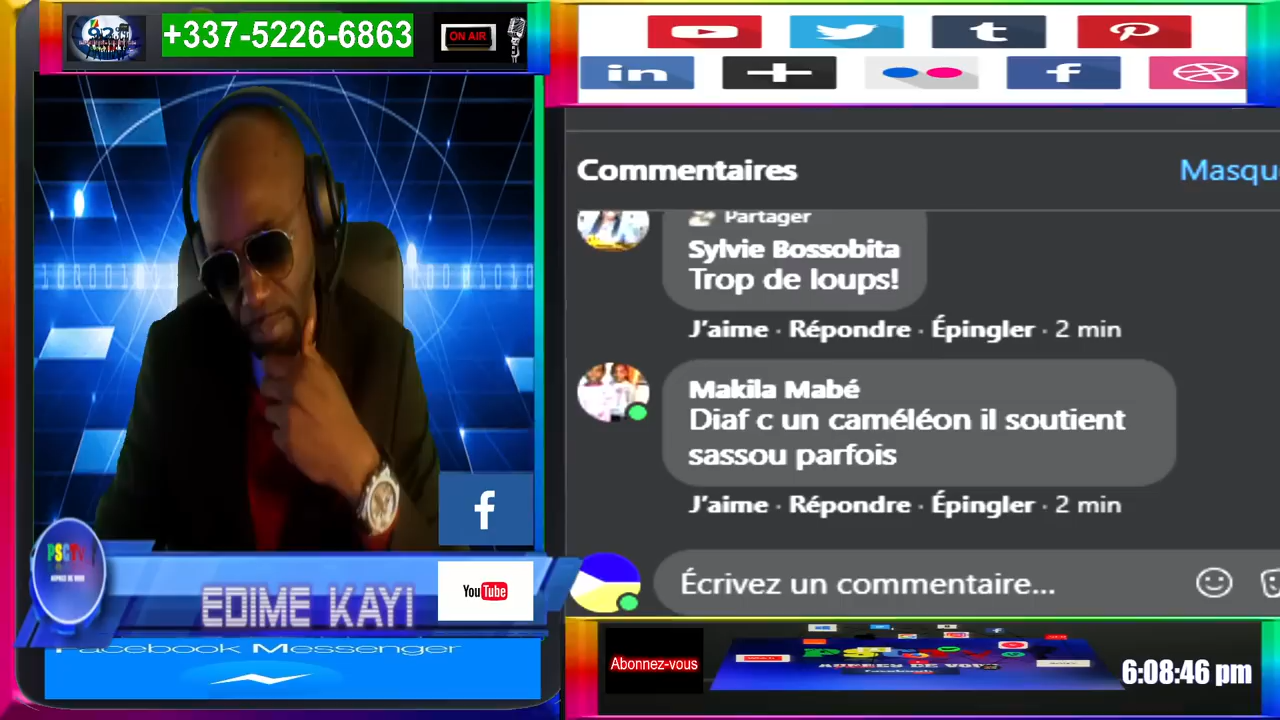 +337-5226-6863
ON AIR
Commentaires
Masqu
Partager
Sylvie Bossobita
Trop de loups!
J'aime · Répondre · Épingler · 2 min
Makila Mabé
Diaf c un caméléon il soutient
sassou parfois
J'aime · Répondre · Épingler · 2 min
Écrivez un commentaire...
EDIME KAYI
YouTube
Facebook Messenger
Abonnez-vous
6:08:46 pm